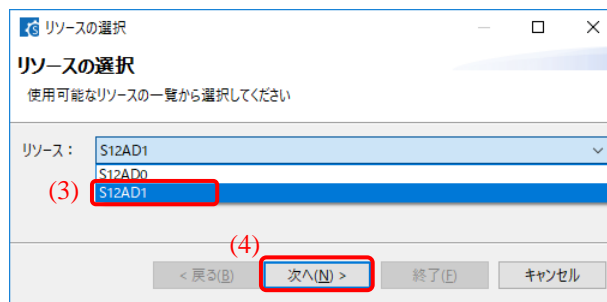 リソースの選択
リソースの選択
使用可能なリソースの一覧から選択してください
リソース： S12AD1
S12AD0
(3) S12AD1
(4)
< 戻る(B) 次へ(N) > 終了(F) キャンセル